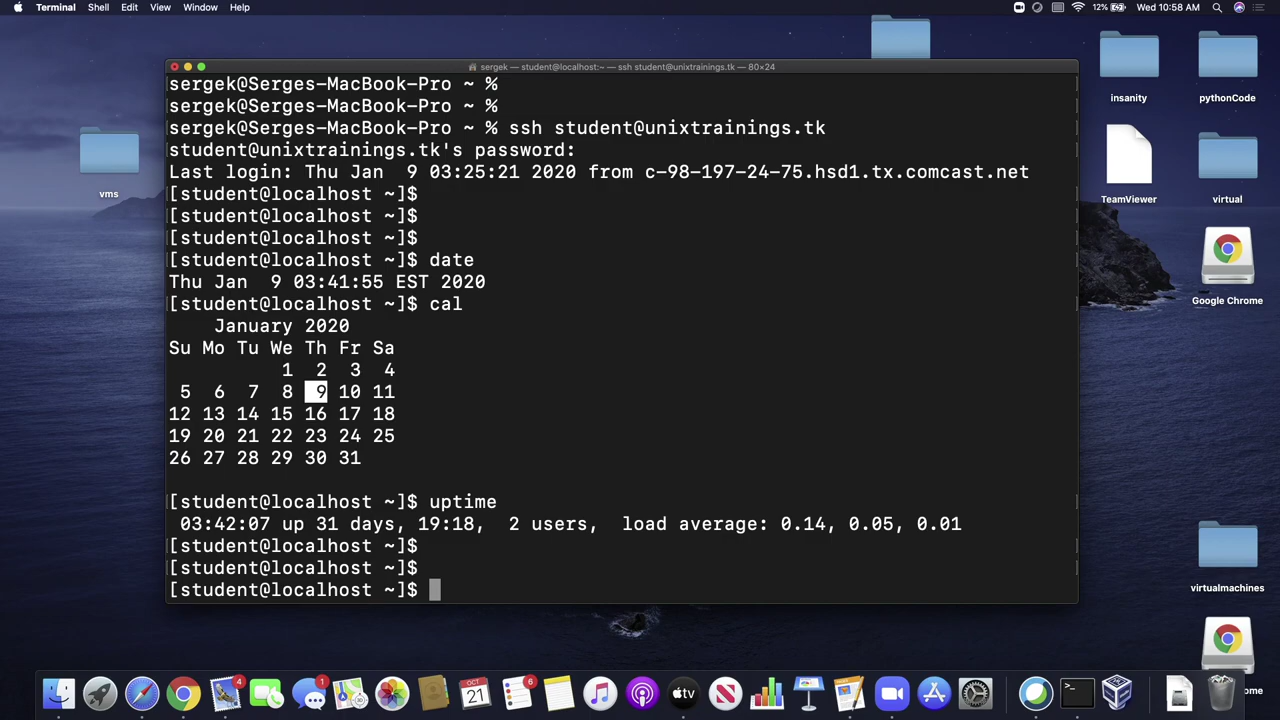 Terminal Shell Edit View Window Help 12% Wed 10:58 AM
sergek — student@localhost:~ — ssh student@unixtrainings.tk — 80×24
sergek@Serges-MacBook-Pro ~ %
sergek@Serges-MacBook-Pro ~ %
sergek@Serges-MacBook-Pro ~ % ssh student@unixtrainings.tk
student@unixtrainings.tk's password:
Last login: Thu Jan  9 03:25:21 2020 from c-98-197-24-75.hsd1.tx.comcast.net
[student@localhost ~]$
[student@localhost ~]$
[student@localhost ~]$
[student@localhost ~]$ date
Thu Jan  9 03:41:55 EST 2020
[student@localhost ~]$ cal
January 2020
Su Mo Tu We Th Fr Sa
1 2 3 4
5 6 7 8 9 10 11
12 13 14 15 16 17 18
19 20 21 22 23 24 25
26 27 28 29 30 31
[student@localhost ~]$ uptime
03:42:07 up 31 days, 19:18,  2 users,  load average: 0.14, 0.05, 0.01
[student@localhost ~]$
[student@localhost ~]$
[student@localhost ~]$
vms
insanity
pythonCode
TeamViewer
virtual
Google Chrome
virtualmachines
4
1
OCT
21
6
tv
>_